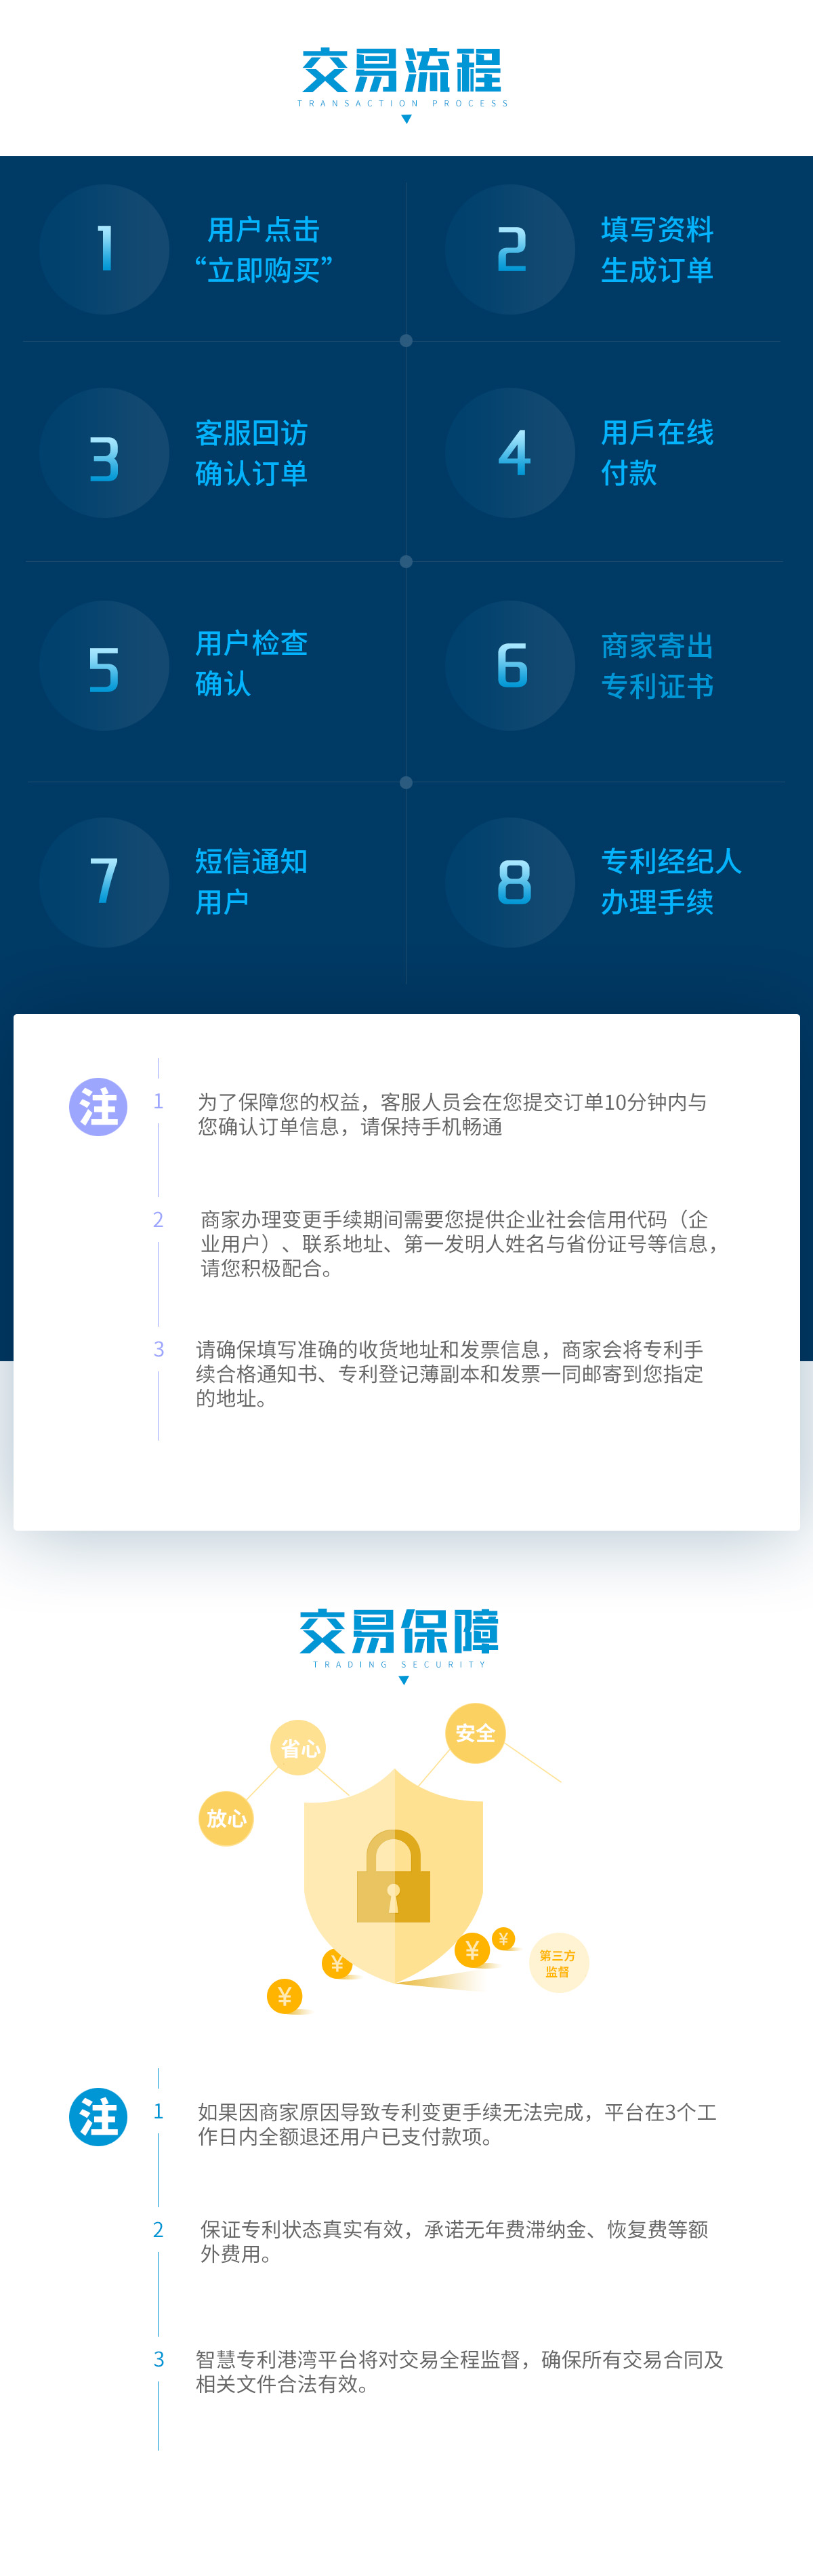 交易流程
TRANSACTION PROCESS
1
用户点击
“立即购买”
2
填写资料
生成订单
3
客服回访
确认订单
4
用戶在线
付款
5
用户检查
确认
6
商家寄出
专利证书
7
短信通知
用户
8
专利经纪人
办理手续
注
1
为了保障您的权益，客服人员会在您提交订单10分钟内与
您确认订单信息，请保持手机畅通
2
商家办理变更手续期间需要您提供企业社会信用代码（企
业用户）、联系地址、第一发明人姓名与省份证号等信息，
请您积极配合。
3
请确保填写准确的收货地址和发票信息，商家会将专利手
续合格通知书、专利登记薄副本和发票一同邮寄到您指定
的地址。
交易保障
TRADING SECURITY
安全
省心
放心
¥
¥
¥
¥
第三方
监督
注
1
如果因商家原因导致专利变更手续无法完成，平台在3个工
作日内全额退还用户已支付款项。
2
保证专利状态真实有效，承诺无年费滞纳金、恢复费等额
外费用。
3
智慧专利港湾平台将对交易全程监督，确保所有交易合同及
相关文件合法有效。